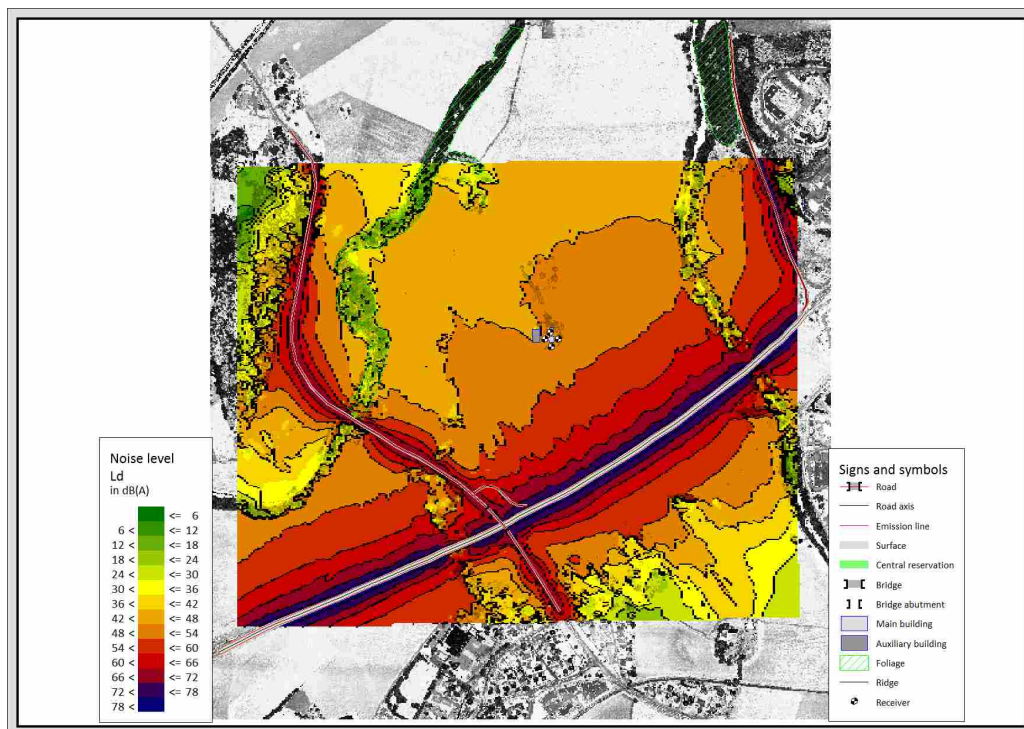 Noise level
Ld
in dB(A)
<= 6
6 < <= 12
12 < <= 18
18 < <= 24
24 < <= 30
30 < <= 36
36 < <= 42
42 < <= 48
48 < <= 54
54 < <= 60
60 < <= 66
66 < <= 72
72 < <= 78
78 <
Signs and symbols
Road
Road axis
Emission line
Surface
Central reservation
Bridge
Bridge abutment
Main building
Auxiliary building
Foliage
Ridge
Receiver